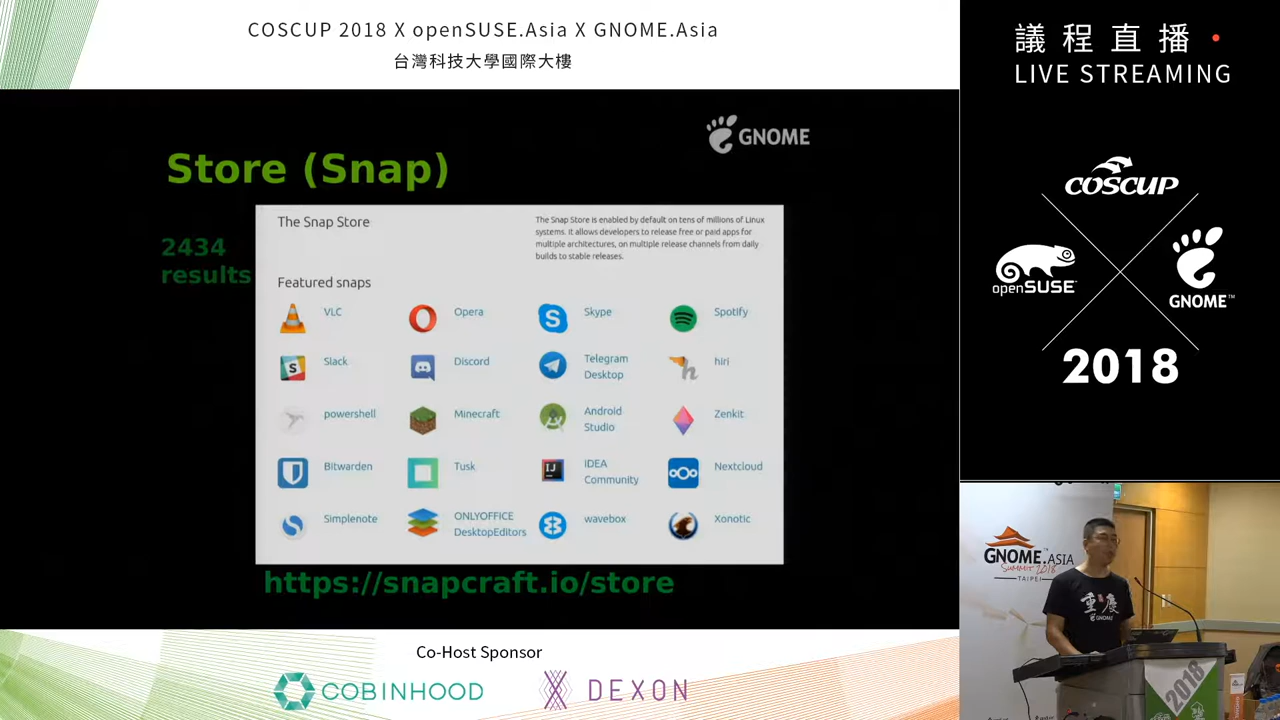 COSCUP 2018 X openSUSE.Asia X GNOME.Asia
台灣科技大學國際大樓
議程直播
LIVE STREAMING
GNOME
Store (Snap)
2434
results
The Snap Store
The Snap Store is enabled by default on tens of millions of Linux
systems. It allows developers to release free or paid apps for
multiple architectures, on multiple release channels from daily
builds to stable releases.
Featured snaps
VLC
Opera
Skype
Spotify
Slack
Discord
Telegram
Desktop
hiri
powershell
Minecraft
Android
Studio
Zenkit
Bitwarden
Tusk
IDEA
Community
Nextcloud
Simplenote
ONLYOFFICE
DesktopEditors
wavebox
Xonotic
https://snapcraft.io/store
COSCUP
openSUSE
GNOME™
2018
GNOME.ASIA
SUMMIT 2018
TAIPEI
重慶
GNOME
2018
Co-Host Sponsor
COBINHOOD
DEXON